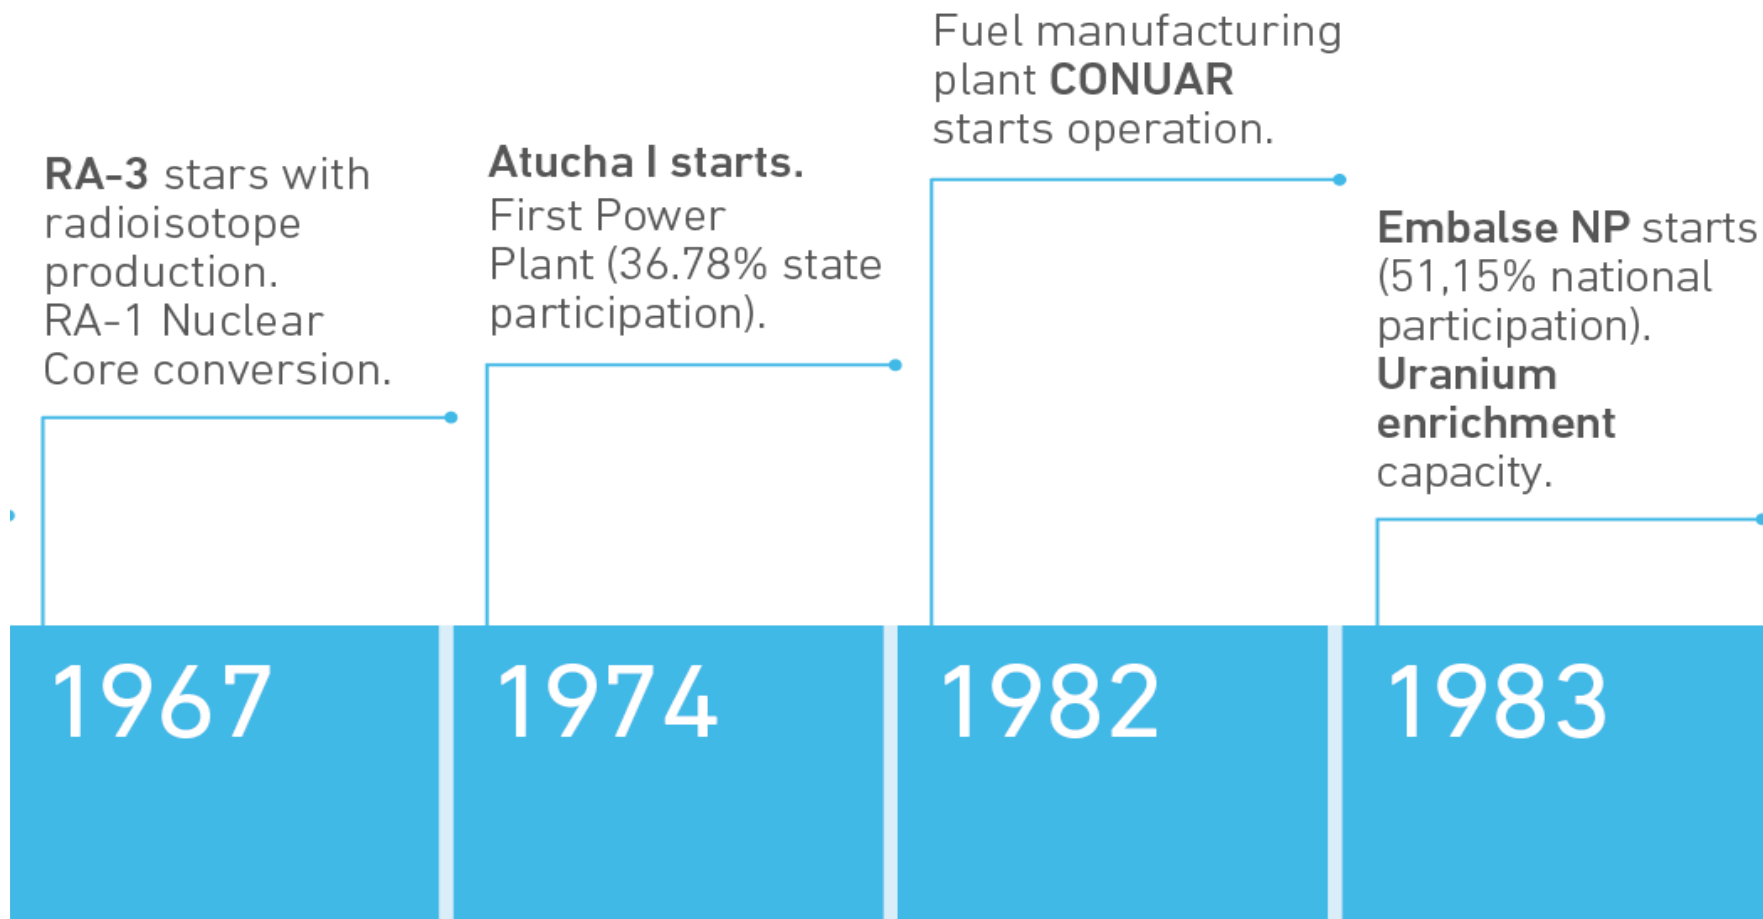 RA-3 stars with
radioisotope
production.
RA-1 Nuclear
Core conversion.
1967
Atucha I starts.
First Power
Plant (36.78% state
participation).
1974
Fuel manufacturing
plant CONUAR
starts operation.
1982
Embalse NP starts
(51,15% national
participation).
Uranium
enrichment
capacity.
1983